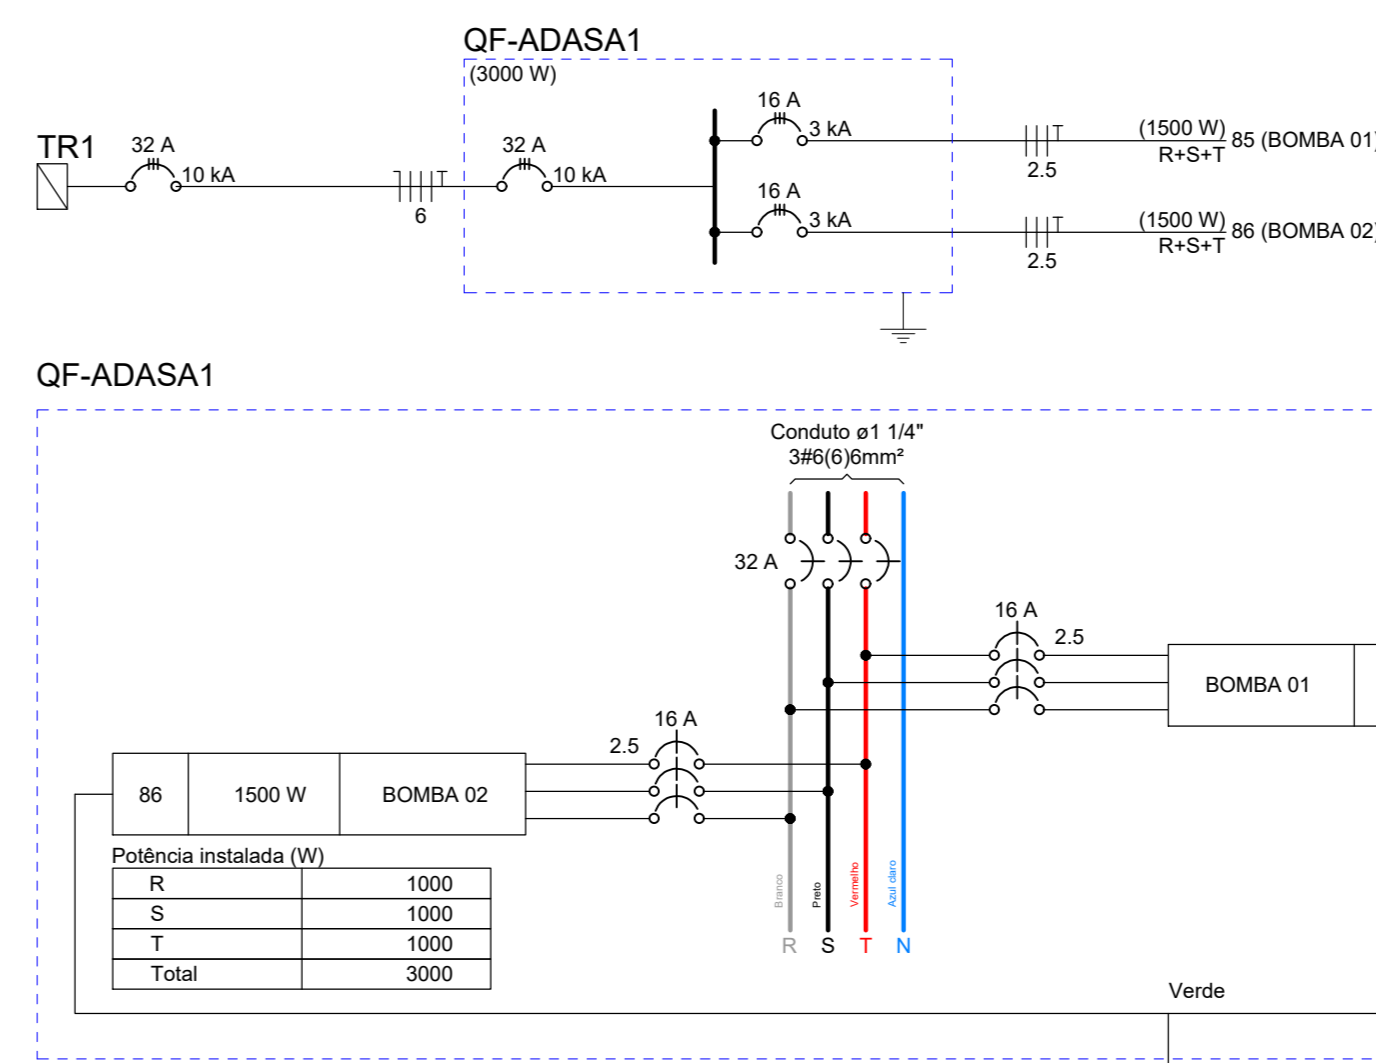 QF-ADASA1
(3000 W)
TR1
32 A
10 kA
6
32 A
10 kA
16 A
3 kA
2.5
(1500 W)
R+S+T
85 (BOMBA 01)
16 A
3 kA
2.5
(1500 W)
R+S+T
86 (BOMBA 02)
QF-ADASA1
Conduto ø1 1/4"
3#6(6)6mm²
32 A
16 A
2.5
BOMBA 01
16 A
2.5
86 1500 W BOMBA 02
Potência instalada (W)
R 1000
S 1000
T 1000
Total 3000
Branco
Preto
Vermelho
Azul claro
R S T N
Verde